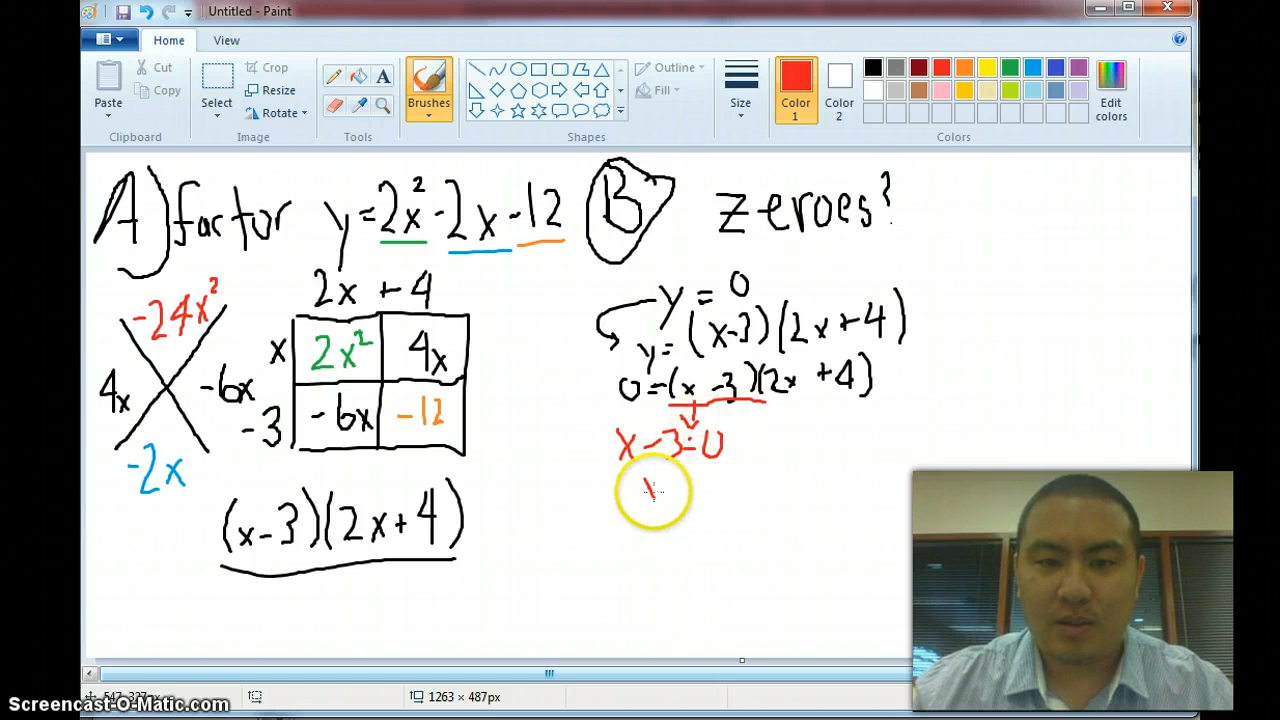 Untitled - Paint
Home View
Paste
Cut
Copy
Clipboard
Select
Crop
Resize
Rotate
Image
A
Tools
Brushes
Outline
Fill
Shapes
Size
Color 1
Color 2
Edit colors
Colors
A) factor y=2x²-2x-12
B zeroes?
-24x²
4x
-6x
-2x
2x +4
x 2x² 4x
-3 -6x -12
(x-3)(2x+4)
y = 0
y=(x-3)(2x+4)
0=(x -3)(2x +4)
x-3=0
1263 × 487px
Screencast-O-Matic.com